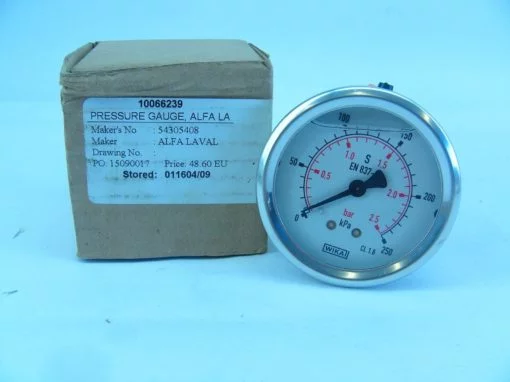 10066239
PRESSURE GAUGE, ALFA LA
Maker's No : 54305408
Maker : ALFA LAVAL
Drawing No. :
PO: 15090017 Price: 48.60 EU
Stored: 011604/09
0
50
100
150
200
250
0.5
1.0
1.5
2.0
2.5
S
EN 837-
bar
kPa
CL.1.6
WIKA